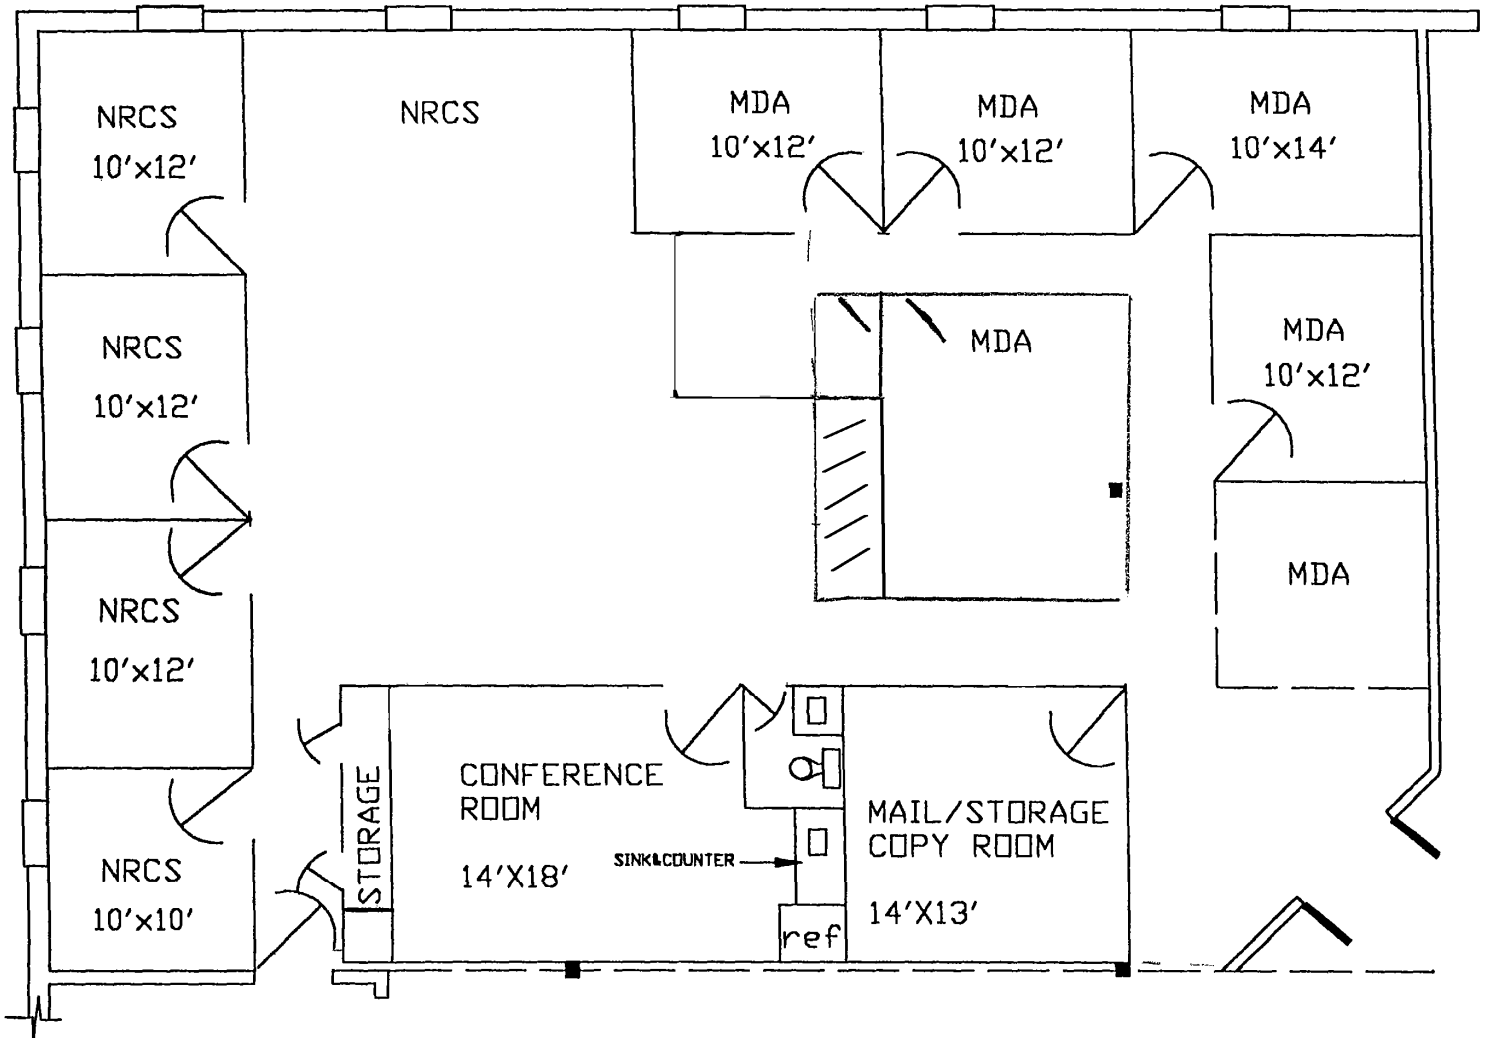 NRCS
10'x12'
NRCS
MDA
10'x12'
MDA
10'x12'
MDA
10'x14'
NRCS
10'x12'
MDA
MDA
10'x12'
NRCS
10'x12'
MDA
STORAGE
CONFERENCE
ROOM
14'X18'
SINK&COUNTER
ref
MAIL/STORAGE
COPY ROOM
14'X13'
NRCS
10'x10'